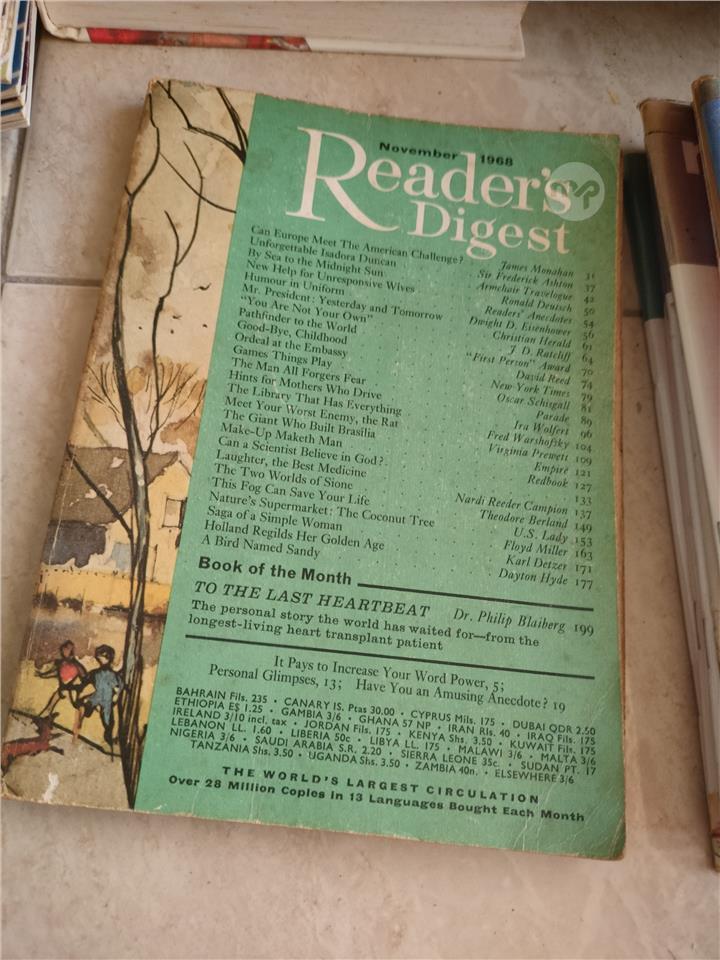 November 1968
Reader's
Digest
Can Europe Meet The American Challenge? James Monahan 31
Unforgettable Isadora Duncan Sir Frederick Ashton 37
By Sea to the Midnight Sun Armchair Travelogue 42
New Help for Unresponsive Wives Ronald Deutsch 50
Humour in Uniform Readers' Anecdotes 54
Mr. President: Yesterday and Tomorrow Dwight D. Eisenhower 56
"You Are Not Your Own" Christian Herald 61
Pathfinder to the World J. D. Ratcliff 64
Good-Bye, Childhood "First Person" Award 70
Ordeal at the Embassy David Reed 74
Games Things Play New York Times 79
The Man All Forgers Fear Oscar Schisgall 81
Hints for Mothers Who Drive Parade 89
The Library That Has Everything Ira Wolfert 96
Meet Your Worst Enemy, the Rat Fred Warshofsky 104
The Giant Who Built Brasilia Virginia Prewett 109
Make-Up Maketh Man Empire 121
Can a Scientist Believe in God? Redbook 127
Laughter, the Best Medicine 133
The Two Worlds of Sione Nardi Reeder Campion 137
This Fog Can Save Your Life Theodore Berland 149
Nature's Supermarket: The Coconut Tree U.S. Lady 153
Saga of a Simple Woman Floyd Miller 163
Holland Regilds Her Golden Age Karl Detzer 171
A Bird Named Sandy Dayton Hyde 177
Book of the Month
TO THE LAST HEARTBEAT Dr. Philip Blaiberg 199
The personal story the world has waited for—from the
longest-living heart transplant patient
It Pays to Increase Your Word Power, 5;
Personal Glimpses, 13; Have You an Amusing Anecdote? 19
BAHRAIN Fils. 235 • CANARY IS. Ptas 30.00 • CYPRUS Mils. 175 • DUBAI QDR 2.50
ETHIOPIA E$ 1.25 • GAMBIA 3/6 • GHANA 57 NP • IRAN Rls. 40 • IRAQ Fils. 175
IRELAND 3/10 incl. tax • JORDAN Fils. 175 • KENYA Shs. 3.50 • KUWAIT Fils. 175
LEBANON LL. 1.60 • LIBERIA 50c • LIBYA LL. 175 • MALAWI 3/6 • MALTA 3/6
NIGERIA 3/6 • SAUDI ARABIA S.R. 2.20 • SIERRA LEONE 35c. • SUDAN PT. 17
TANZANIA Shs. 3.50 • UGANDA Shs. 3.50 • ZAMBIA 40n. • ELSEWHERE 3/6
THE WORLD'S LARGEST CIRCULATION
Over 28 Million Copies in 13 Languages Bought Each Month